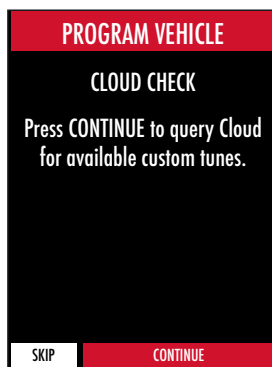 PROGRAM VEHICLE
CLOUD CHECK
Press CONTINUE to query Cloud
for available custom tunes.
SKIP
CONTINUE